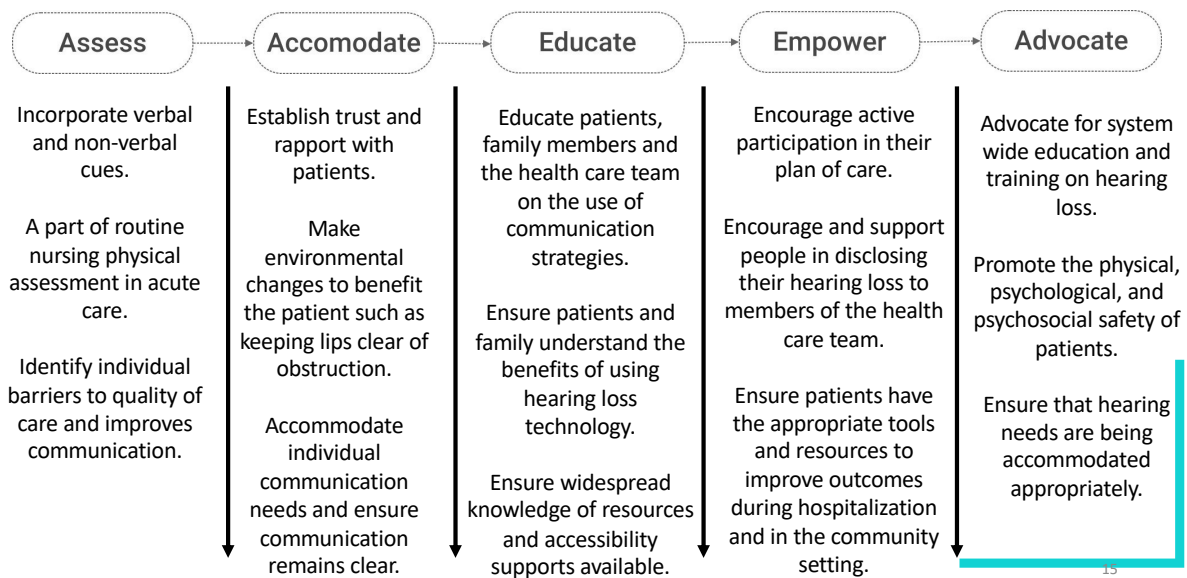 Assess
Accomodate
Educate
Empower
Advocate
Incorporate verbal
and non-verbal
cues.
A part of routine
nursing physical
assessment in acute
care.
Identify individual
barriers to quality of
care and improves
communication.
Establish trust and
rapport with
patients.
Make
environmental
changes to benefit
the patient such as
keeping lips clear of
obstruction.
Accommodate
individual
communication
needs and ensure
communication
remains clear.
Educate patients,
family members and
the health care team
on the use of
communication
strategies.
Ensure patients and
family understand the
benefits of using
hearing loss
technology.
Ensure widespread
knowledge of resources
and accessibility
supports available.
Encourage active
participation in their
plan of care.
Encourage and support
people in disclosing
their hearing loss to
members of the health
care team.
Ensure patients have
the appropriate tools
and resources to
improve outcomes
during hospitalization
and in the community
setting.
Advocate for system
wide education and
training on hearing
loss.
Promote the physical,
psychological, and
psychosocial safety of
patients.
Ensure that hearing
needs are being
accommodated
appropriately.
15